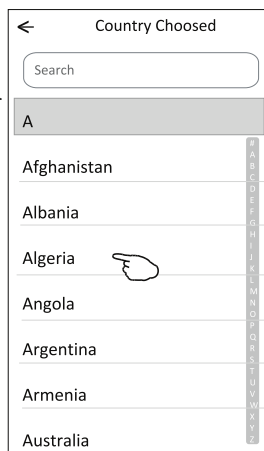 Country Choosed
Search
A
Afghanistan
Albania
Algeria
Angola
Argentina
Armenia
Australia
#
A
B
C
D
E
F
G
H
I
J
K
L
M
N
O
P
Q
R
S
T
U
V
W
X
Y
Z